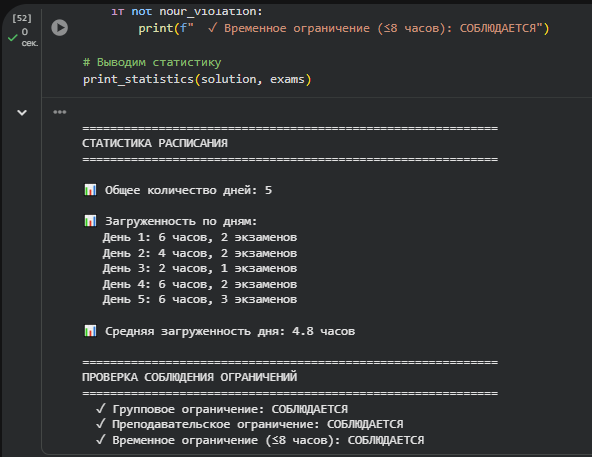 [52]
0
сек.
if not hour_violation:
print(f"  ✓ Временное ограничение (≤8 часов): СОБЛЮДАЕТСЯ")
# Выводим статистику
print_statistics(solution, exams)
============================================================
СТАТИСТИКА РАСПИСАНИЯ
============================================================
📊 Общее количество дней: 5
📊 Загруженность по дням:
День 1: 6 часов, 2 экзаменов
День 2: 4 часов, 2 экзаменов
День 3: 2 часов, 1 экзаменов
День 4: 6 часов, 2 экзаменов
День 5: 6 часов, 3 экзаменов
📊 Средняя загруженность дня: 4.8 часов
============================================================
ПРОВЕРКА СОБЛЮДЕНИЯ ОГРАНИЧЕНИЙ
============================================================
✓ Групповое ограничение: СОБЛЮДАЕТСЯ
✓ Преподавательское ограничение: СОБЛЮДАЕТСЯ
✓ Временное ограничение (≤8 часов): СОБЛЮДАЕТСЯ